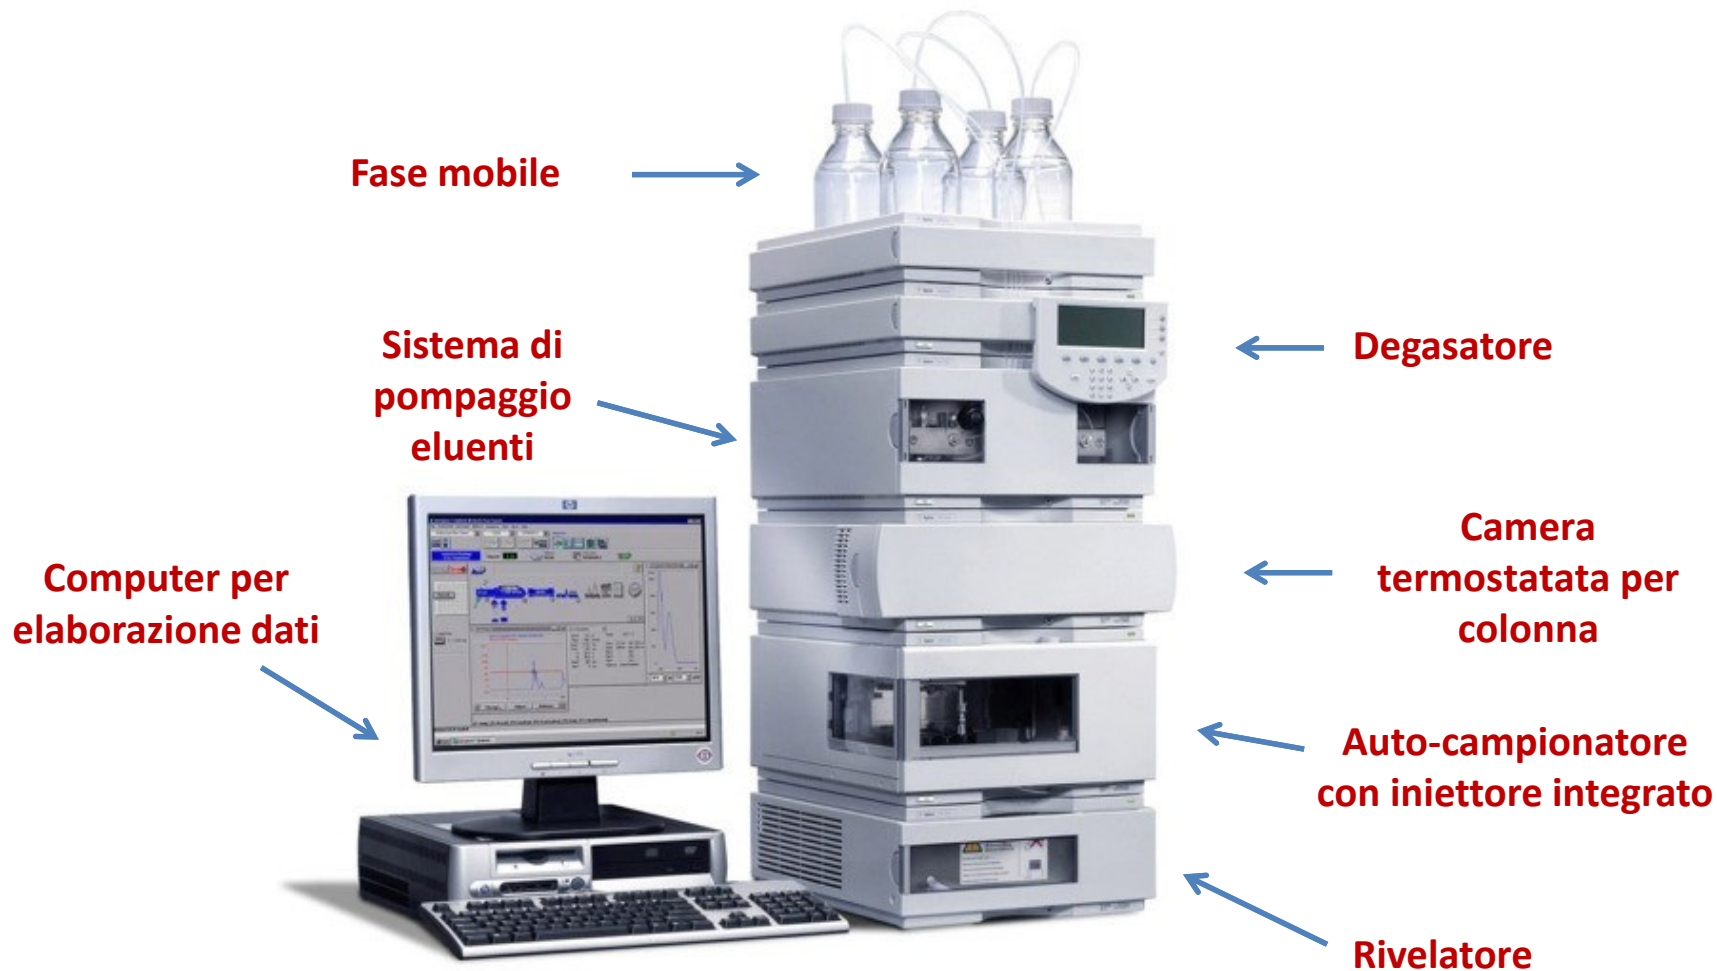 Fase mobile
Sistema di
pompaggio
eluenti
Degasatore
Camera
termostatata per
colonna
Computer per
elaborazione dati
Auto-campionatore
con iniettore integrato
Rivelatore